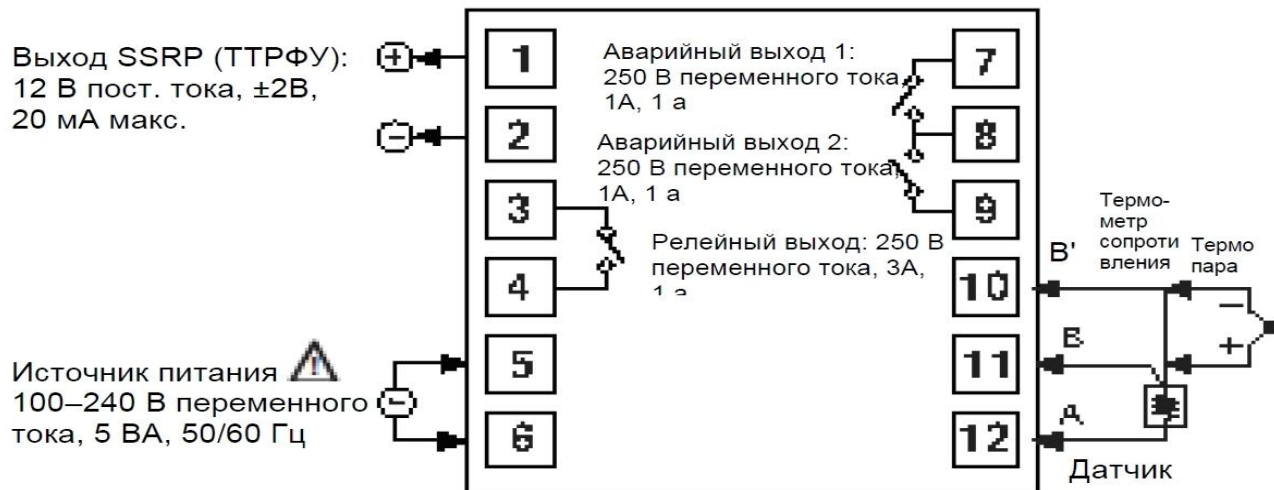 Выход SSRP (ТТРФУ):
12 В пост. тока, ±2В,
20 мА макс.
+
−
1
2
3
4
5
6
Источник питания
100–240 В переменного
тока, 5 ВА, 50/60 Гц
Аварийный выход 1:
250 В переменного тока
1А, 1 а
Аварийный выход 2:
250 В переменного тока,
1А, 1 а
Релейный выход: 250 В
переменного тока, 3А,
1 а
7
8
9
10
11
12
B'
B
A
Термо-
метр
сопроти
вления
Термо
пара
−
+
Датчик